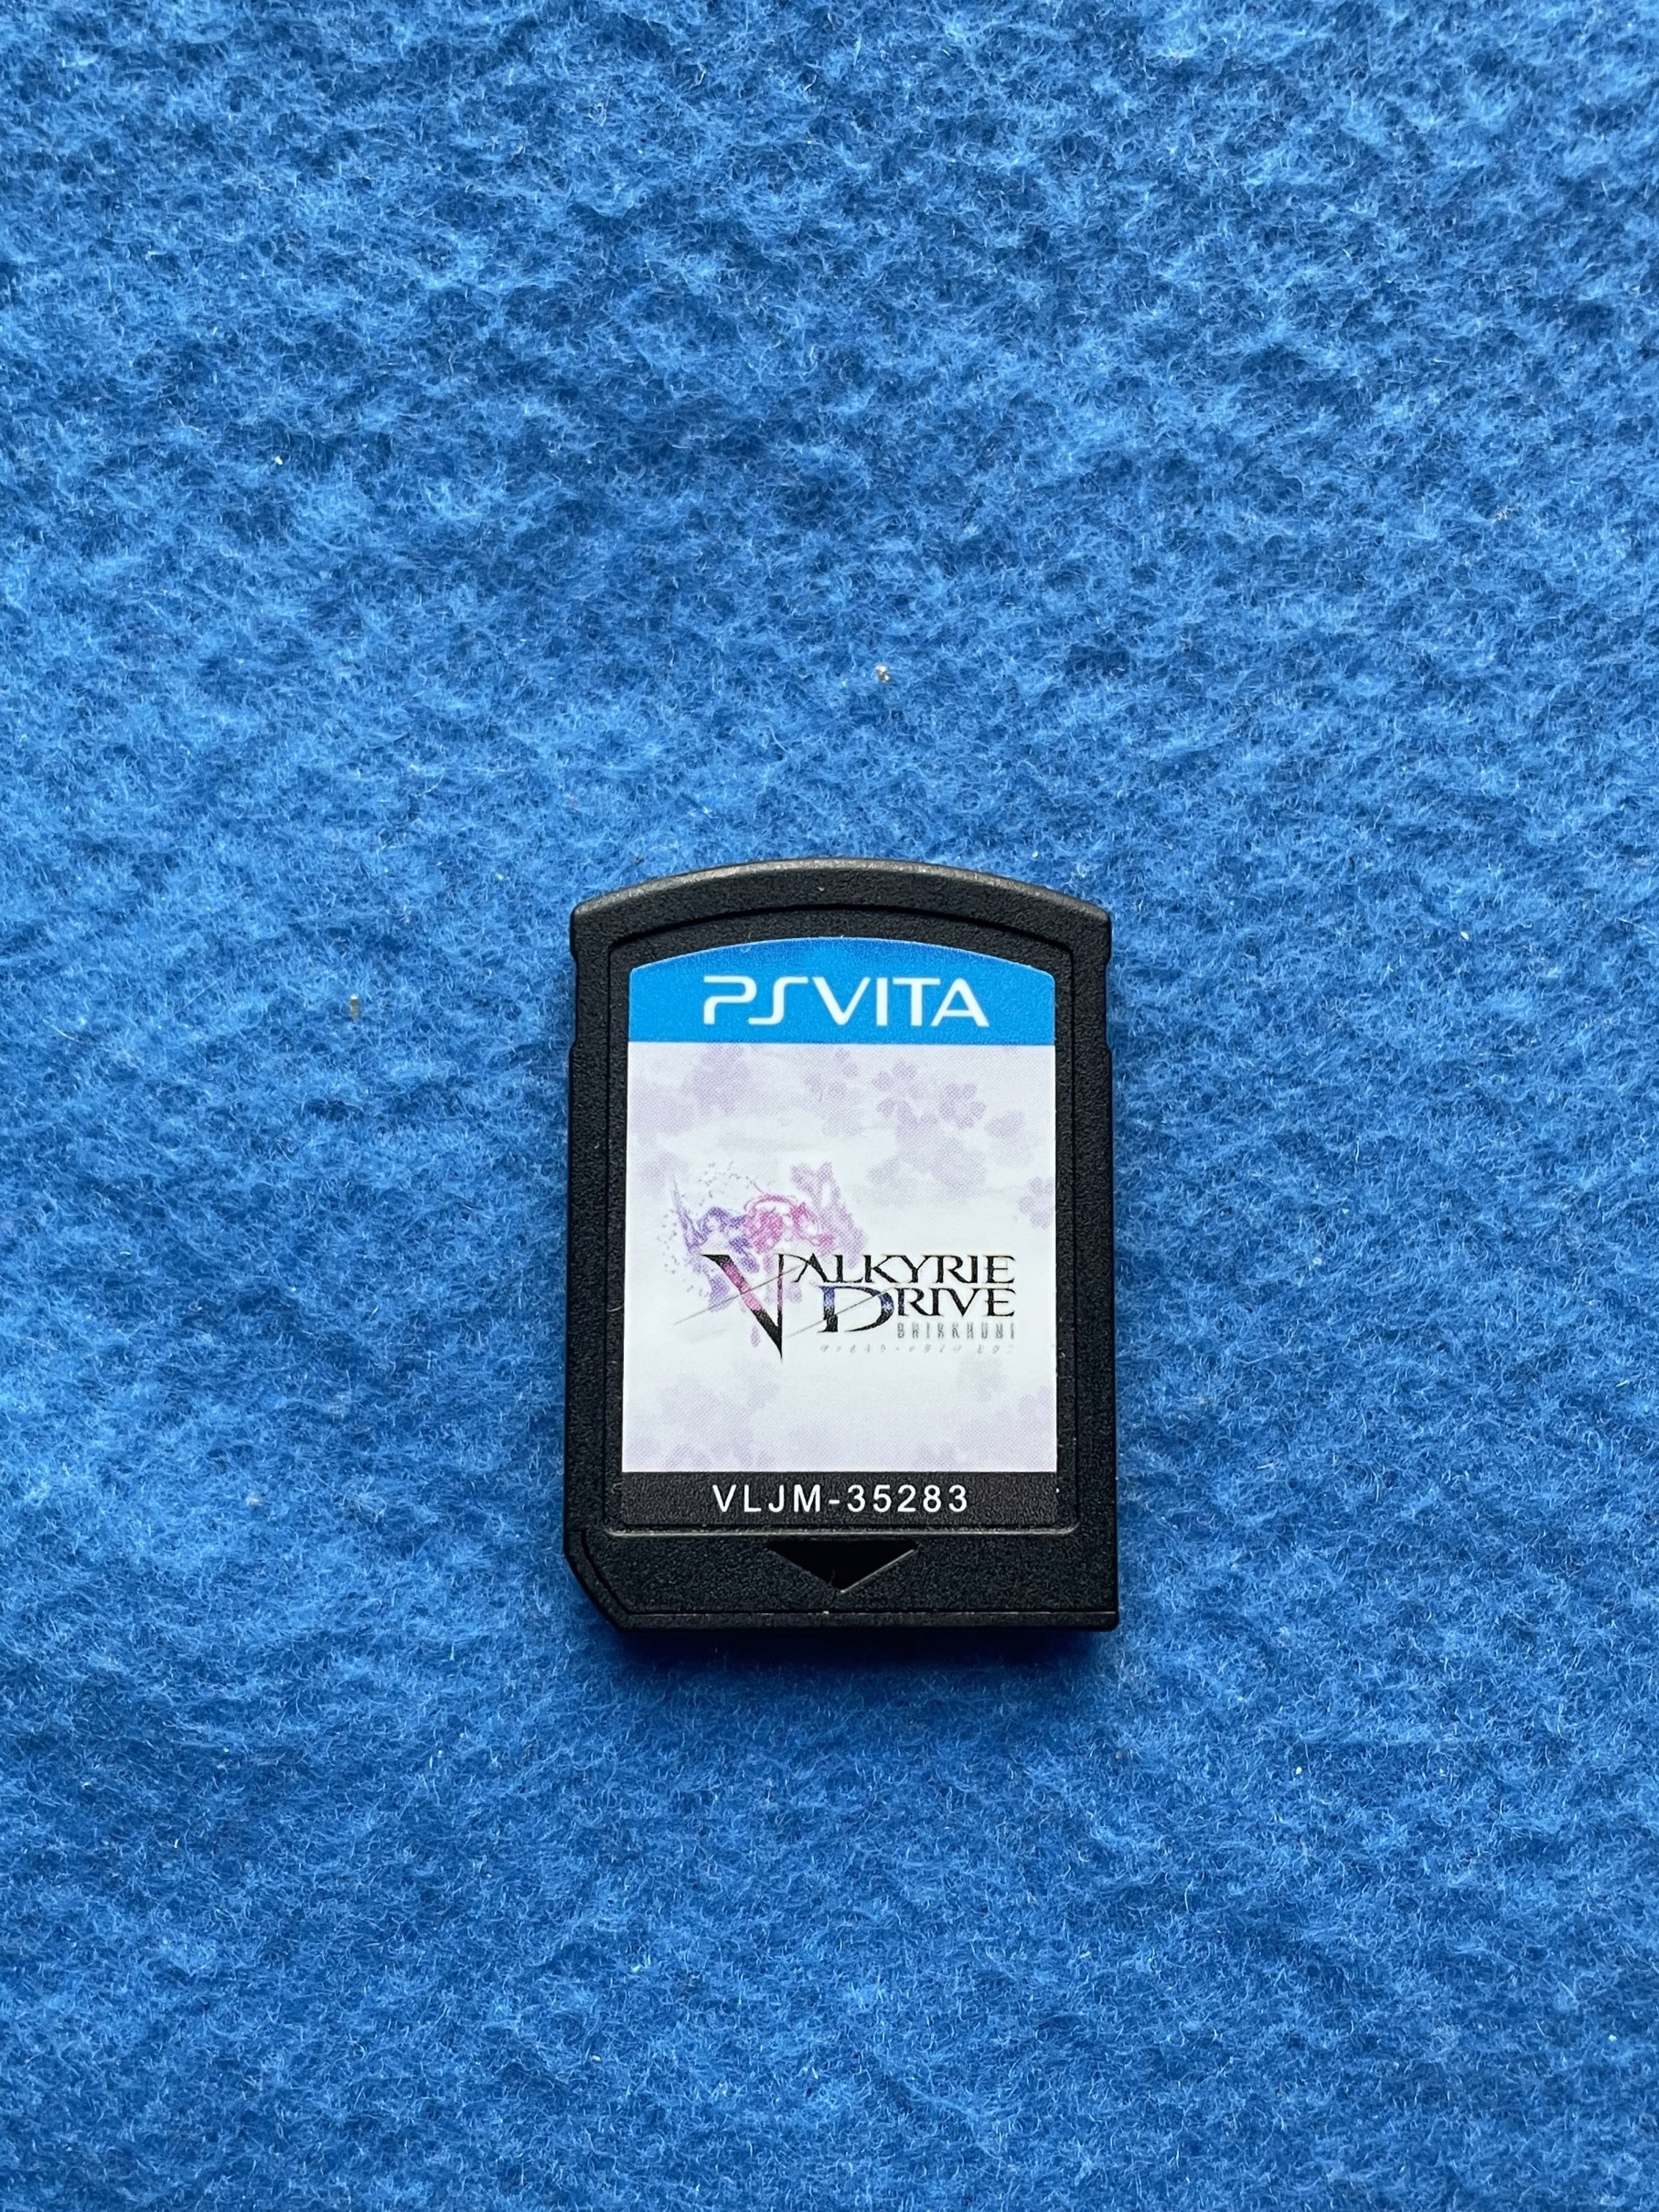 PSVITA
VALKYRIE
DRIVE
BHIKKHUNI
VLJM-35283